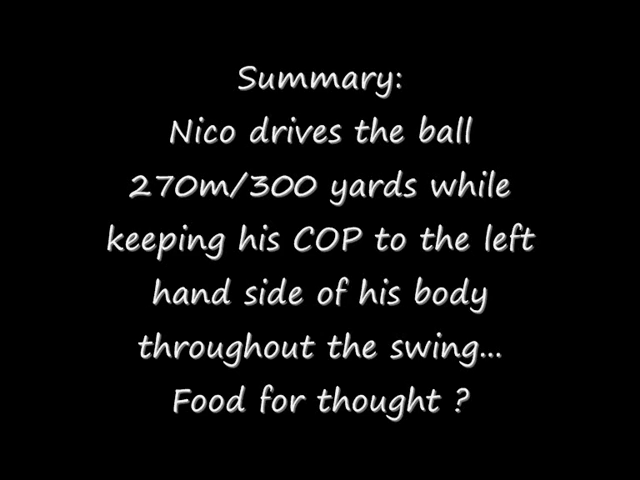 Summary:
Nico drives the ball
270m/300 yards while
keeping his COP to the left
hand side of his body
throughout the swing...
Food for thought ?